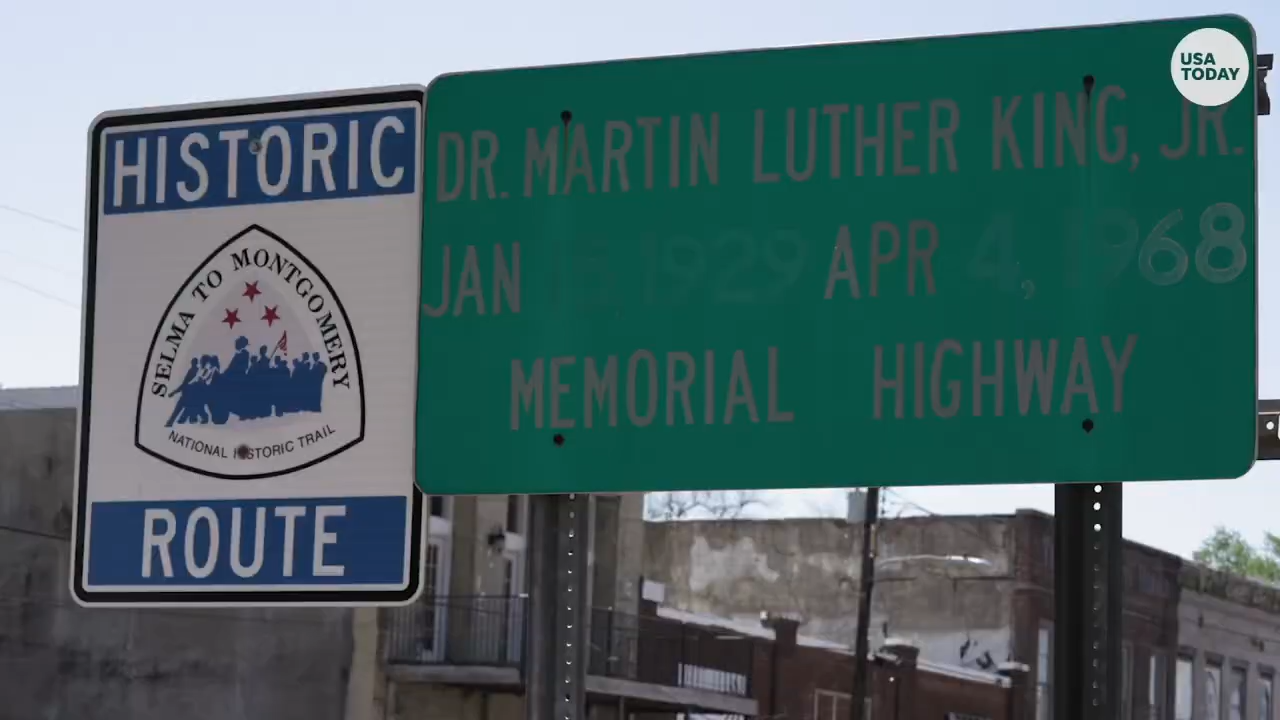 HISTORIC
SELMA TO MONTGOMERY
NATIONAL HISTORIC TRAIL
ROUTE
DR. MARTIN LUTHER KING, JR.
JAN 15 1929 APR 4, 1968
MEMORIAL HIGHWAY
USA
TODAY